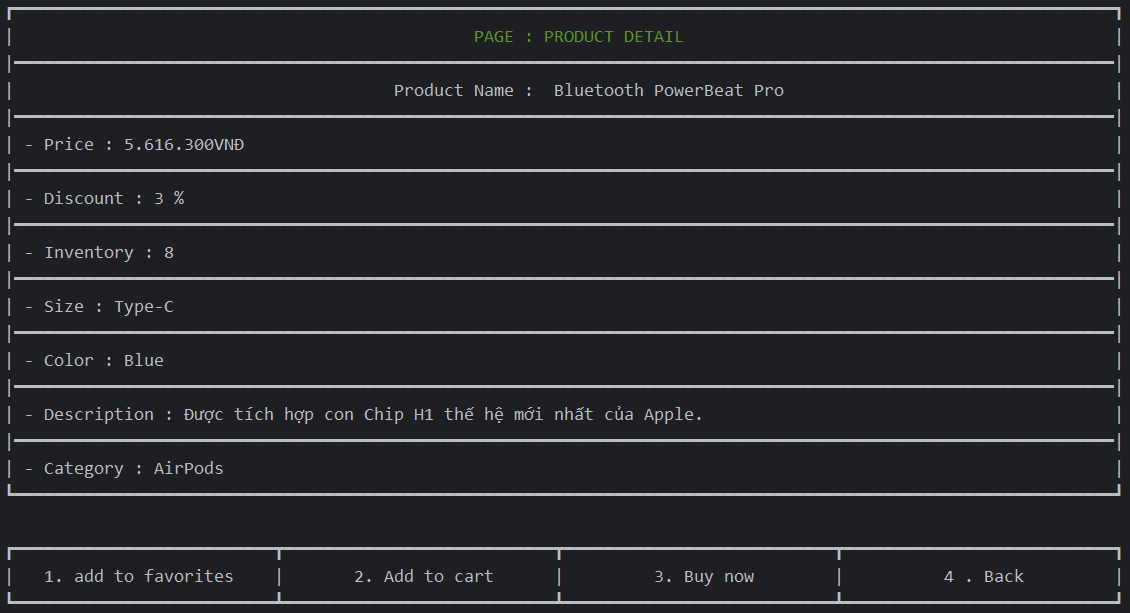 PAGE : PRODUCT DETAIL
Product Name :  Bluetooth PowerBeat Pro
- Price : 5.616.300VNĐ
- Discount : 3 %
- Inventory : 8
- Size : Type-C
- Color : Blue
- Description : Được tích hợp con Chip H1 thế hệ mới nhất của Apple.
- Category : AirPods
1. add to favorites 2. Add to cart 3. Buy now 4 . Back